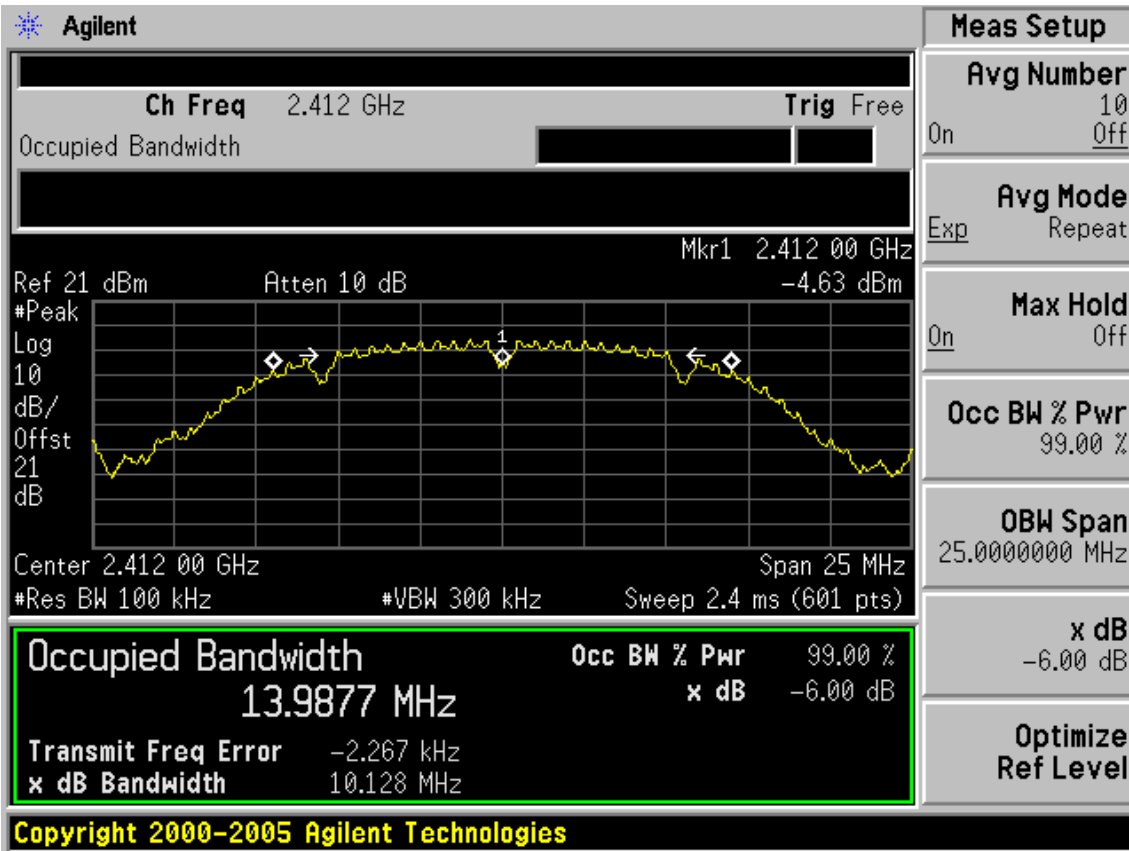 Agilent
Ch Freq 2.412 GHz Trig Free
Occupied Bandwidth
Mkr1 2.412 00 GHz
Ref 21 dBm Atten 10 dB -4.63 dBm
#Peak
Log
10
dB/
Offst
21
dB
1
Center 2.412 00 GHz Span 25 MHz
#Res BW 100 kHz #VBW 300 kHz Sweep 2.4 ms (601 pts)
Occupied Bandwidth Occ BW % Pwr 99.00 %
13.9877 MHz x dB -6.00 dB
Transmit Freq Error -2.267 kHz
x dB Bandwidth 10.128 MHz
Copyright 2000-2005 Agilent Technologies
Meas Setup
Avg Number
10
On Off
Avg Mode
Exp Repeat
Max Hold
On Off
Occ BW % Pwr
99.00 %
OBW Span
25.0000000 MHz
x dB
-6.00 dB
Optimize
Ref Level